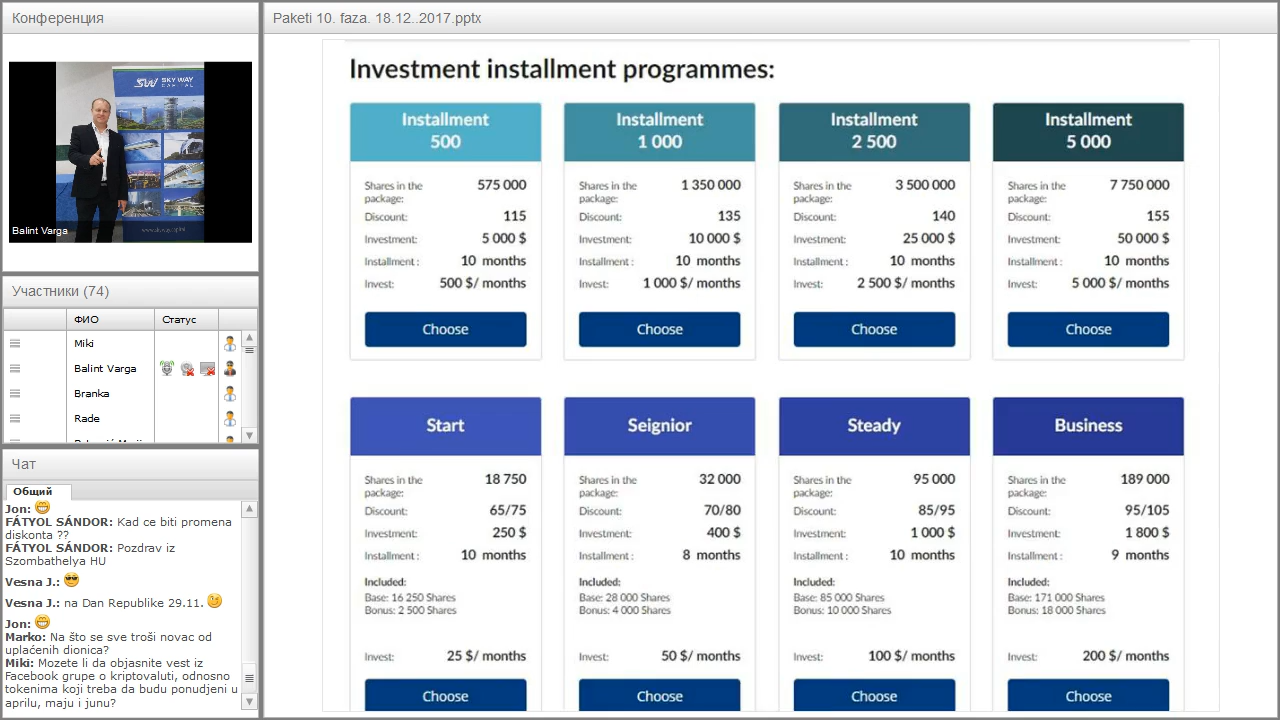 Конференция
SKY WAY
CAPITAL
Balint Varga
Участники (74)
ФИО Статус
Miki
Balint Varga
Branka
Rade
Чат
Общий
Jon:
FÁTYOL SÁNDOR: Kad ce biti promena
diskonta ??
FÁTYOL SÁNDOR: Pozdrav iz
Szombathelya HU
Vesna J.:
Vesna J.: na Dan Republike 29.11.
Jon:
Marko: Na što se sve troši novac od
uplaćenih dionica?
Miki: Mozete li da objasnite vest iz
Facebook grupe o kriptovaluti, odnosno
tokenima koji treba da budu ponudjeni u
aprilu, maju i junu?
Paketi 10. faza. 18.12..2017.pptx
Investment installment programmes:
Installment
500
Shares in the
package: 575 000
Discount: 115
Investment: 5 000 $
Installment : 10 months
Invest: 500 $/ months
Choose
Installment
1 000
Shares in the
package: 1 350 000
Discount: 135
Investment: 10 000 $
Installment : 10 months
Invest: 1 000 $/ months
Choose
Installment
2 500
Shares in the
package: 3 500 000
Discount: 140
Investment: 25 000 $
Installment : 10 months
Invest: 2 500 $/ months
Choose
Installment
5 000
Shares in the
package: 7 750 000
Discount: 155
Investment: 50 000 $
Installment : 10 months
Invest: 5 000 $/ months
Choose
Start
Shares in the
package: 18 750
Discount: 65/75
Investment: 250 $
Installment : 10 months
Included:
Base: 16 250 Shares
Bonus: 2 500 Shares
Invest: 25 $/ months
Choose
Seignior
Shares in the
package: 32 000
Discount: 70/80
Investment: 400 $
Installment : 8 months
Included:
Base: 28 000 Shares
Bonus: 4 000 Shares
Invest: 50 $/ months
Choose
Steady
Shares in the
package: 95 000
Discount: 85/95
Investment: 1 000 $
Installment : 10 months
Included:
Base: 85 000 Shares
Bonus: 10 000 Shares
Invest: 100 $/ months
Choose
Business
Shares in the
package: 189 000
Discount: 95/105
Investment: 1 800 $
Installment : 9 months
Included:
Base: 171 000 Shares
Bonus: 18 000 Shares
Invest: 200 $/ months
Choose